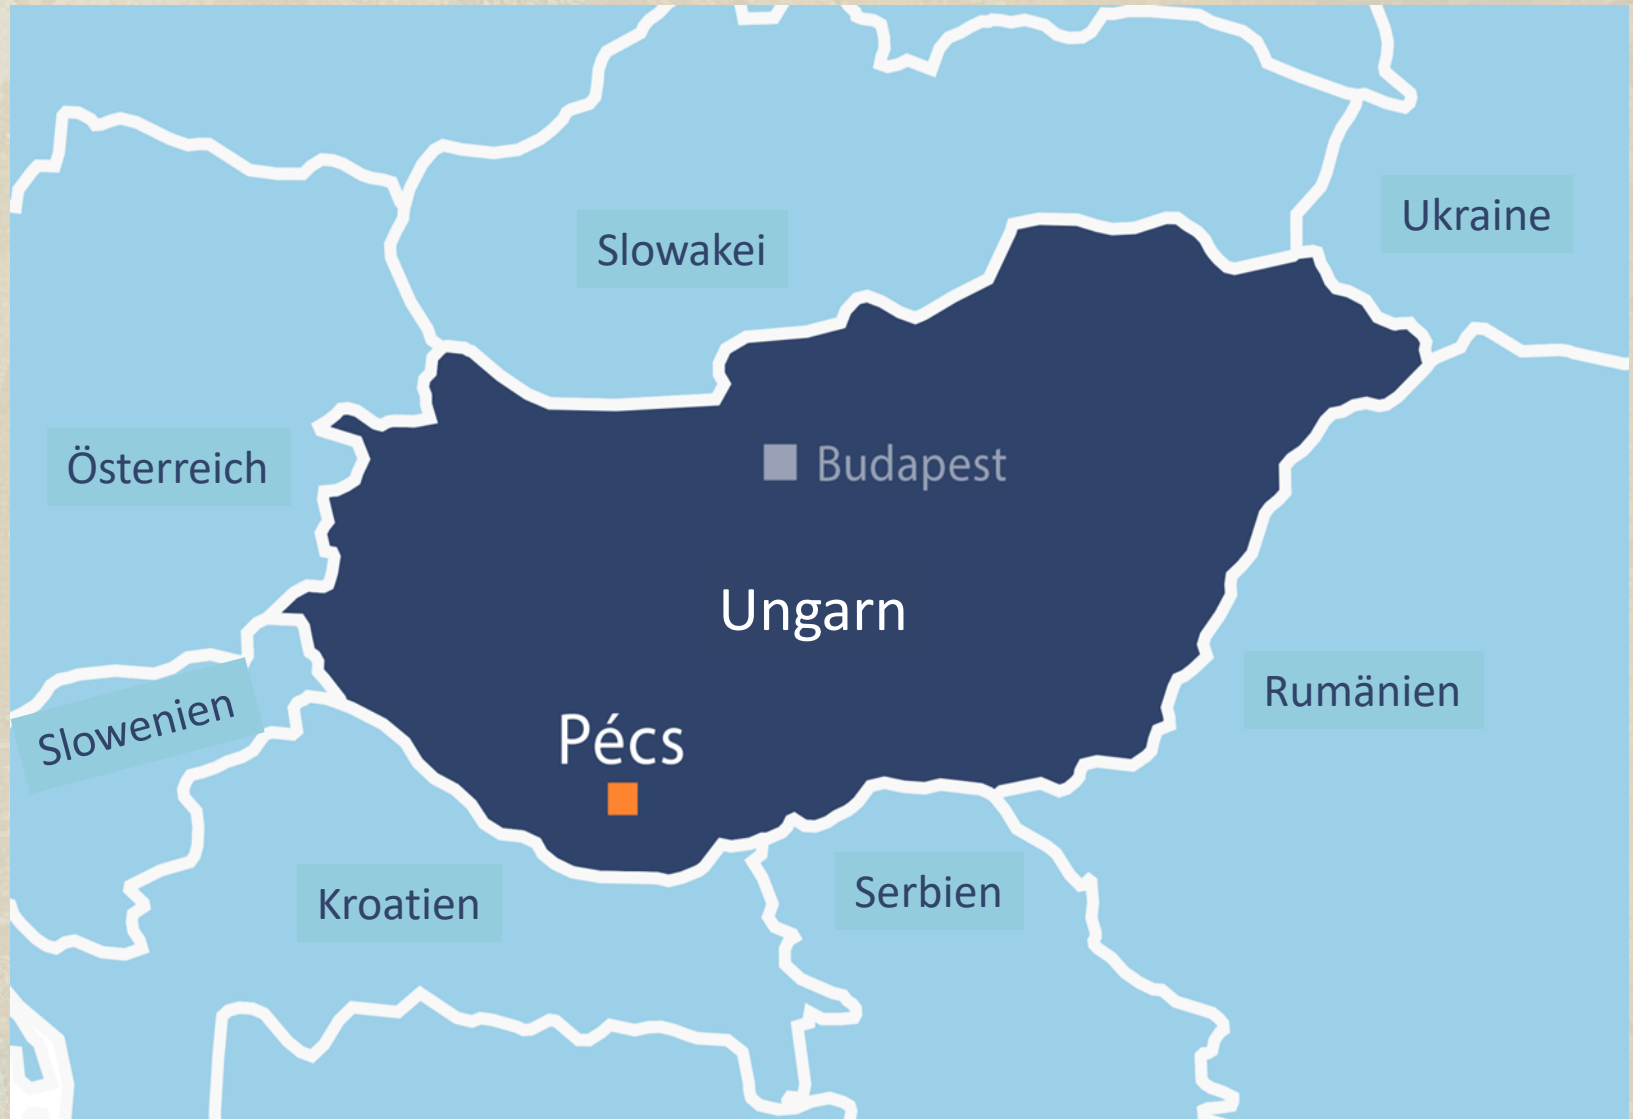 Ukraine
Slowakei
Österreich
Budapest
Ungarn
Rumänien
Slowenien
Pécs
Serbien
Kroatien